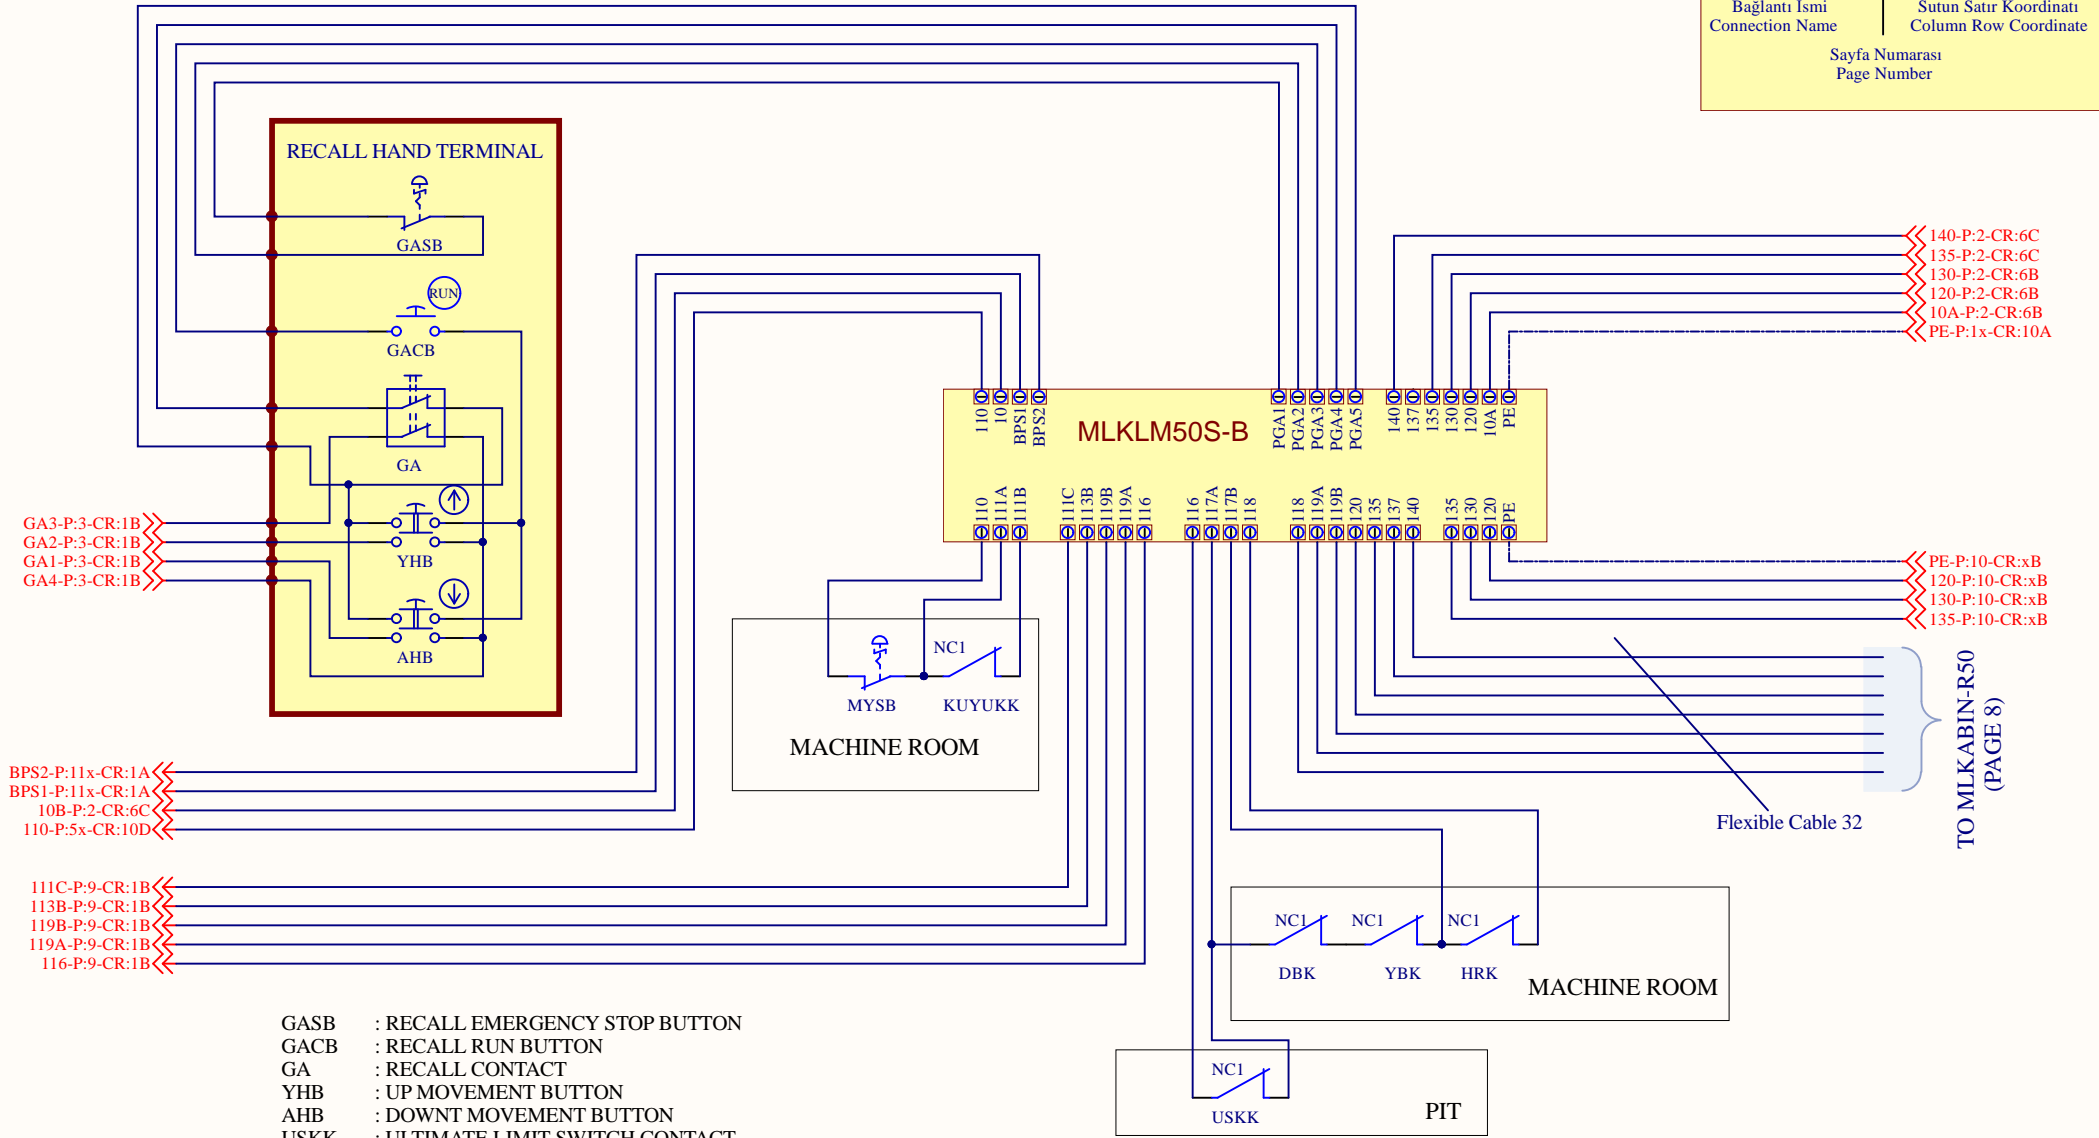 Bağlantı İsmi
Connection Name
Sutun Satır Koordinatı
Column Row Coordinate
Sayfa Numarası
Page Number
RECALL HAND TERMINAL
GASB
RUN
GACB
GA
YHB
AHB
GA3-P:3-CR:1B
GA2-P:3-CR:1B
GA1-P:3-CR:1B
GA4-P:3-CR:1B
140-P:2-CR:6C
135-P:2-CR:6C
130-P:2-CR:6B
120-P:2-CR:6B
10A-P:2-CR:6B
PE-P:1x-CR:10A
110
10
BPS1
BPS2
PGA1
PGA2
PGA3
PGA4
PGA5
140
137
135
130
120
10A
PE
MLKLM50S-B
110
111A
111B
111C
113B
119B
119A
116
116
117A
117B
118
118
119A
119B
120
135
137
140
135
130
120
PE
PE-P:10-CR:xB
120-P:10-CR:xB
130-P:10-CR:xB
135-P:10-CR:xB
NC1
MYSB
KUYUKK
MACHINE ROOM
TO MLKABIN-R50
(PAGE 8)
Flexible Cable 32
BPS2-P:11x-CR:1A
BPS1-P:11x-CR:1A
10B-P:2-CR:6C
110-P:5x-CR:10D
111C-P:9-CR:1B
113B-P:9-CR:1B
119B-P:9-CR:1B
119A-P:9-CR:1B
116-P:9-CR:1B
NC1
NC1
NC1
DBK
YBK
HRK
MACHINE ROOM
NC1
USKK
PIT
GASB : RECALL EMERGENCY STOP BUTTON
GACB : RECALL RUN BUTTON
GA : RECALL CONTACT
YHB : UP MOVEMENT BUTTON
AHB : DOWNT MOVEMENT BUTTON
USKK : ULTIMATE LIMIT SWITCH CONTACT